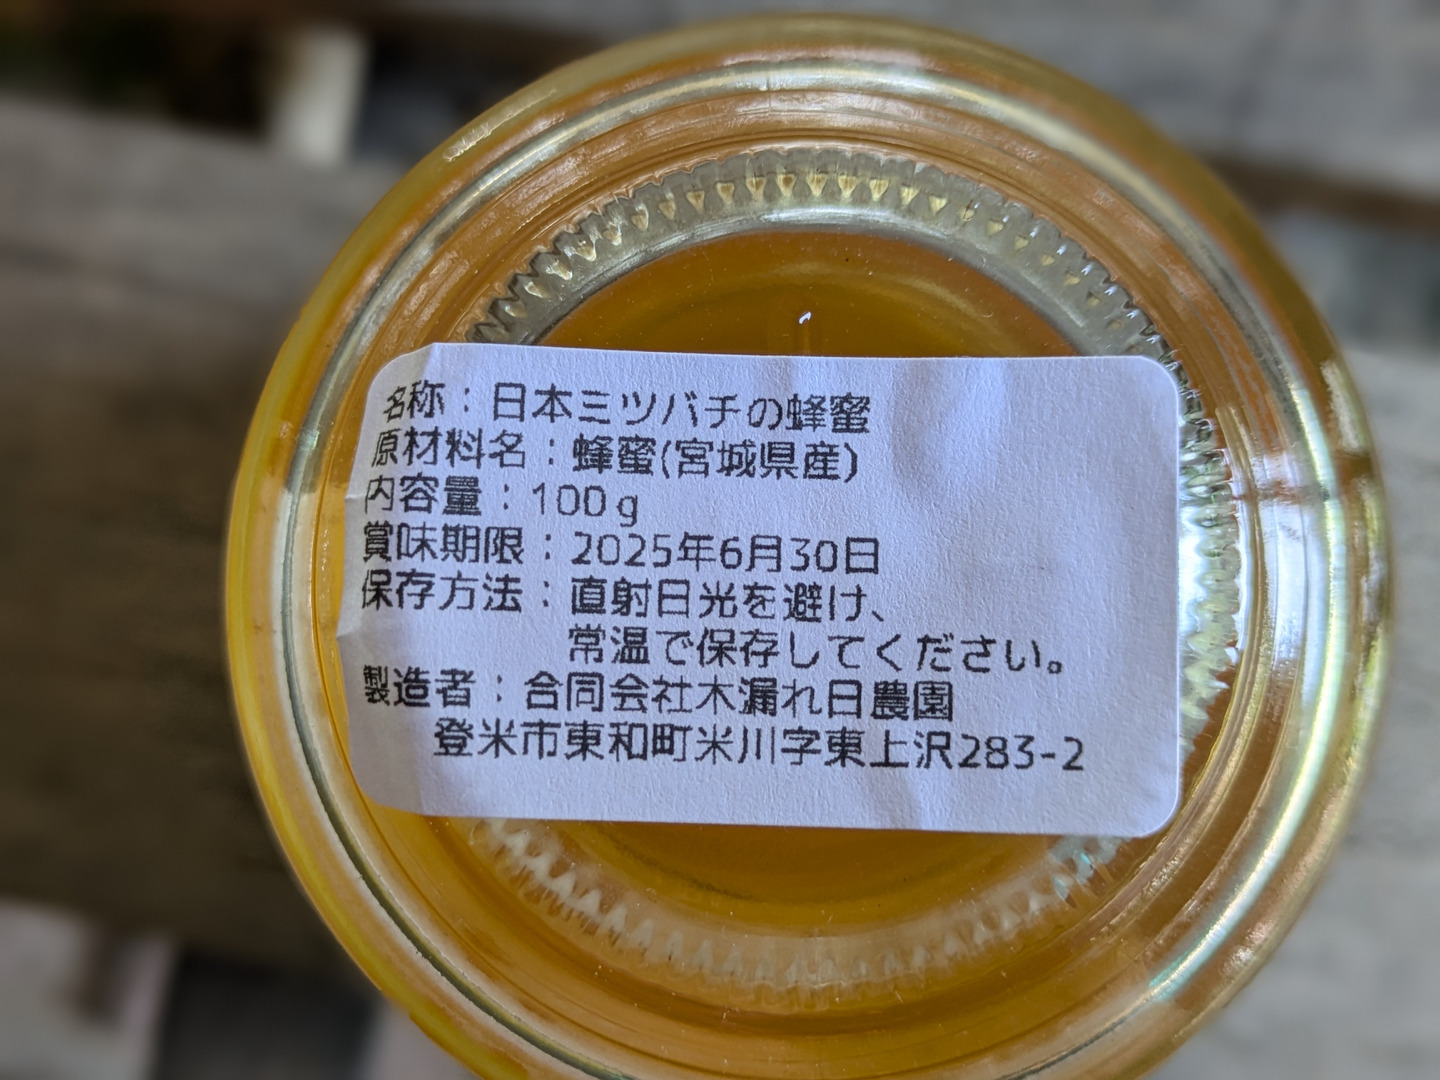 名称：日本ミツバチの蜂蜜
原材料名：蜂蜜(宮城県産)
内容量：100g
賞味期限：2025年6月30日
保存方法：直射日光を避け、
常温で保存してください。
製造者：合同会社木漏れ日農園
登米市東和町米川字東上沢283-2